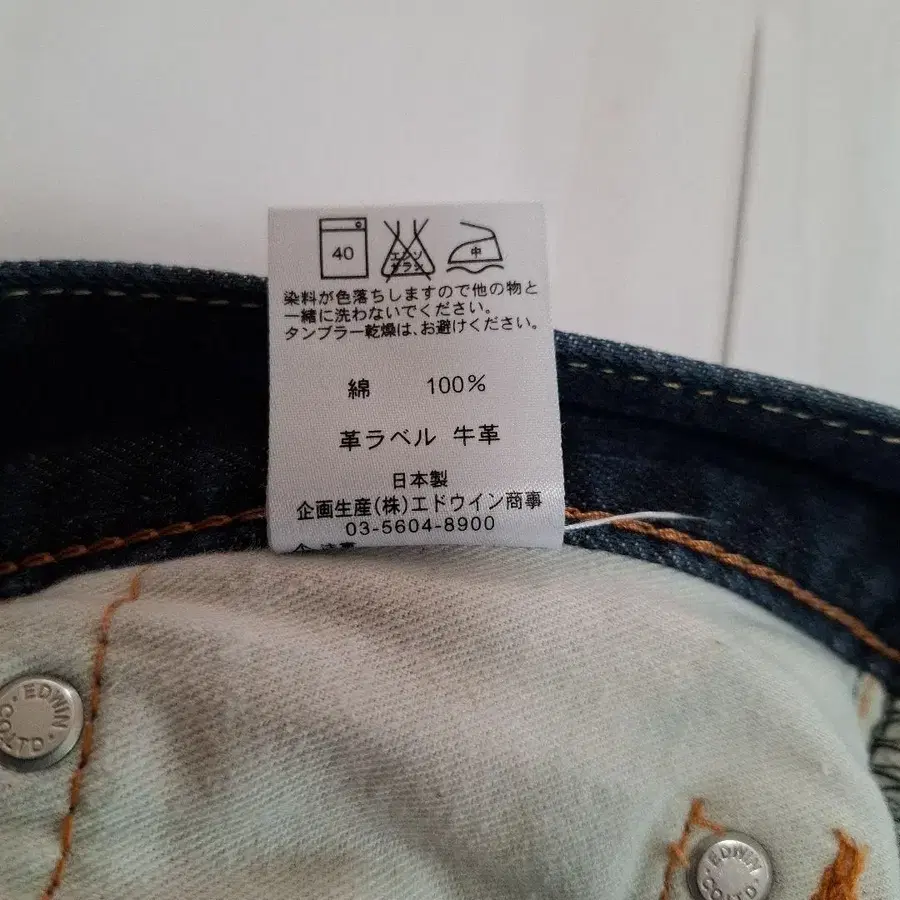 40
エンソ
サラシ
中
染料が色落ちしますので他の物と
一緒に洗わないでください。
タンブラー乾燥は、お避けください。
綿 100%
革ラベル 牛革
日本製
企画生産(株)エドウイン商事
03-5604-8900
EDWIN
CO LTD
EDWIN
CO LTD